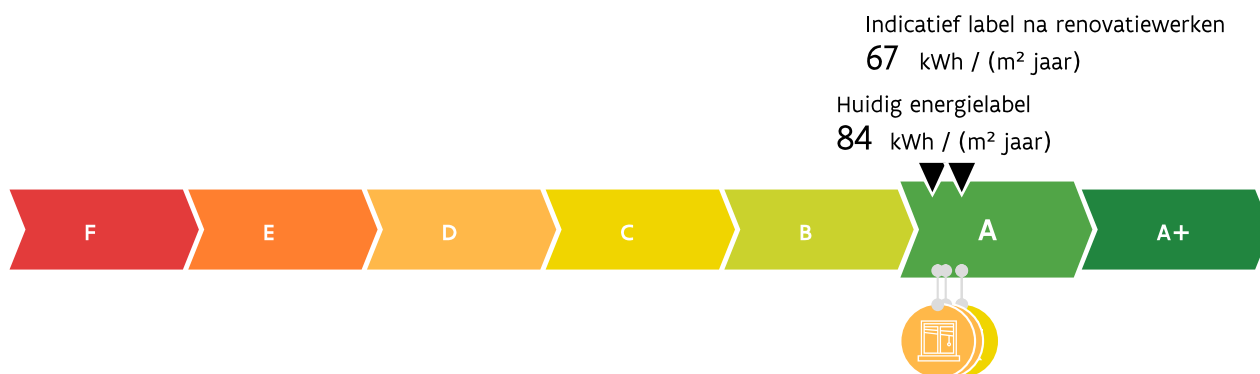 Indicatief label na renovatiewerken
67 kWh / (m² jaar)
Huidig energielabel
84 kWh / (m² jaar)
F E D C B A A+